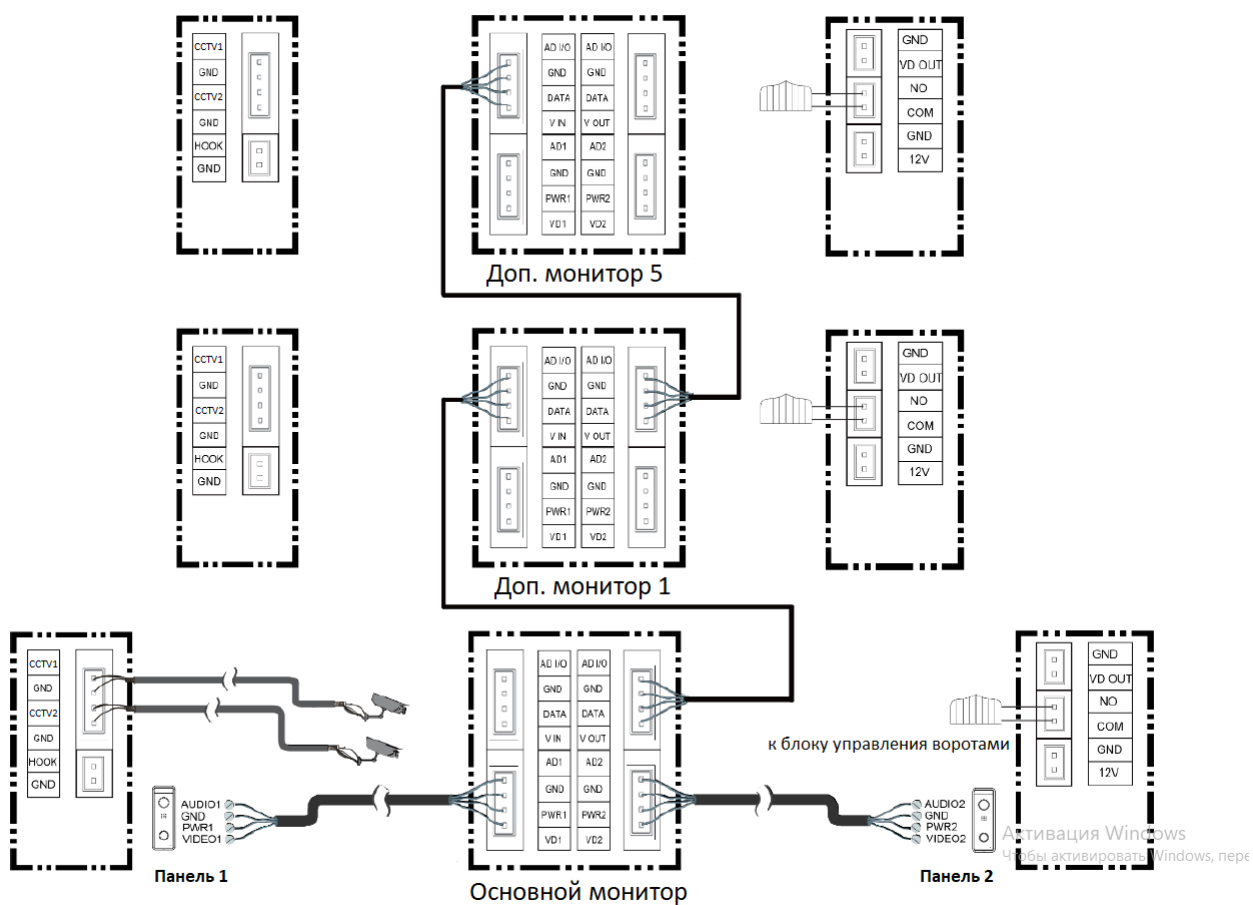 CCTV1
GND
CCTV2
GND
HOOK
GND
AD I/O AD I/O
GND GND
DATA DATA
V IN V OUT
AD1 AD2
GND GND
PWR1 PWR2
VD1 VD2
GND
VD OUT
NO
COM
GND
12V
Доп. монитор 5
CCTV1
GND
CCTV2
GND
HOOK
GND
AD I/O AD I/O
GND GND
DATA DATA
V IN V OUT
AD1 AD2
GND GND
PWR1 PWR2
VD1 VD2
GND
VD OUT
NO
COM
GND
12V
Доп. монитор 1
CCTV1
GND
CCTV2
GND
HOOK
GND
AD I/O AD I/O
GND GND
DATA DATA
V IN V OUT
AD1 AD2
GND GND
PWR1 PWR2
VD1 VD2
GND
VD OUT
NO
COM
GND
12V
к блоку управления воротами
AUDIO1
GND
PWR1
VIDEO1
Панель 1
AUDIO2
GND
PWR2
VIDEO2
Панель 2
Основной монитор
Активация Windows
Чтобы активировать Windows, пере